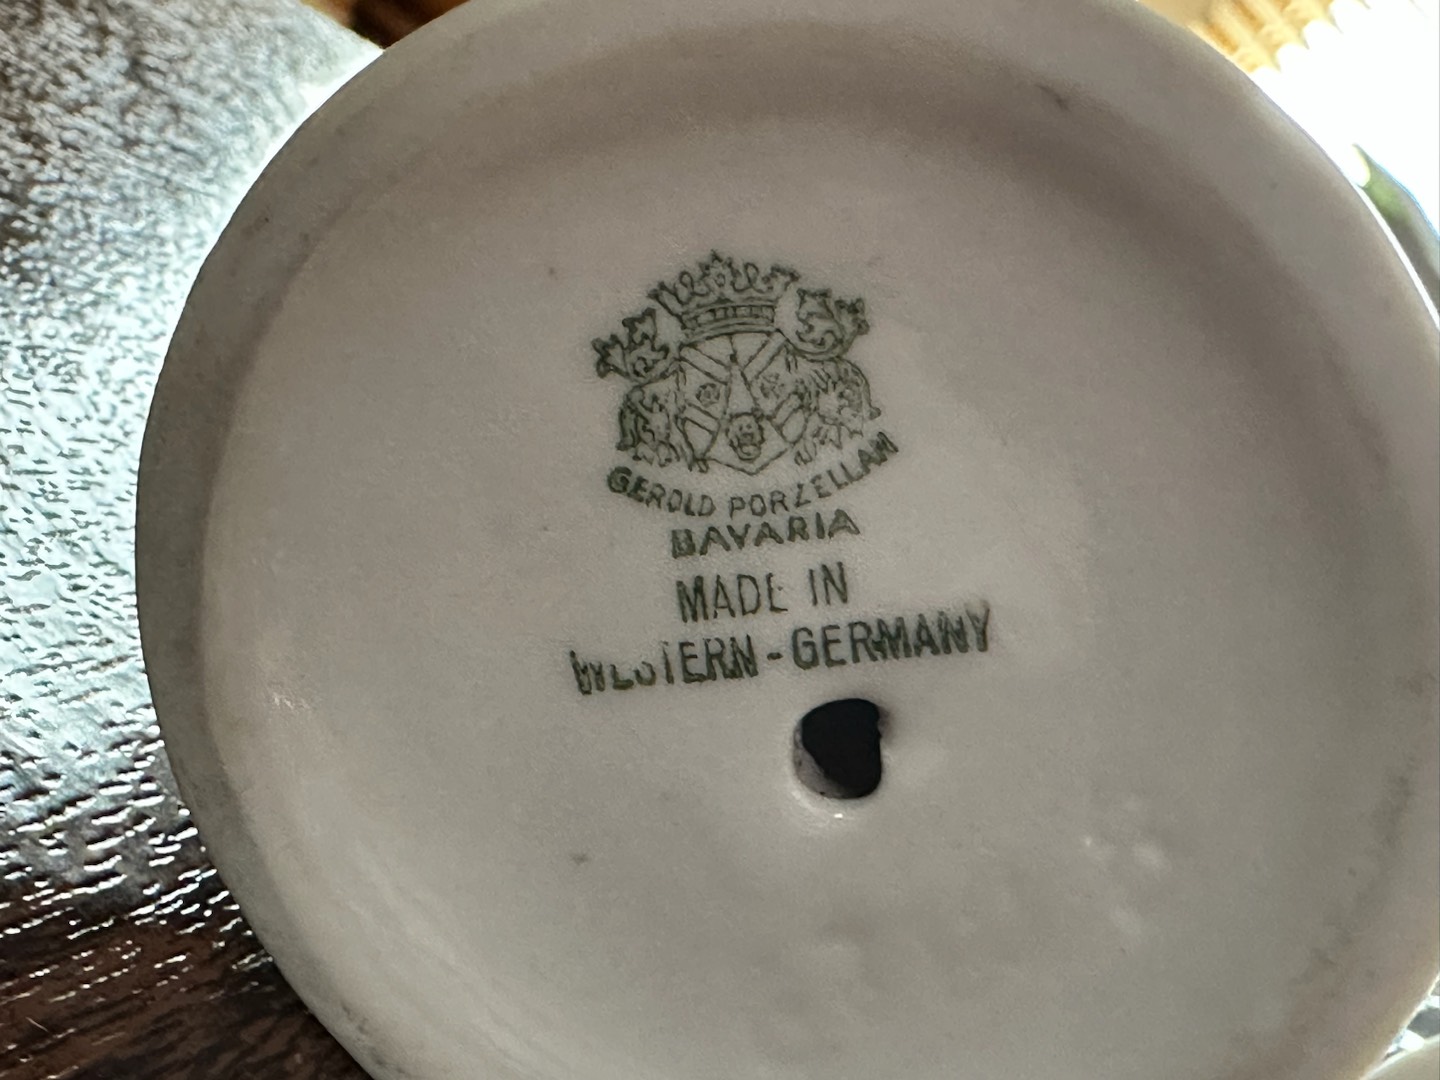 GEROLD PORZELLAN
BAVARIA
MADE IN
WESTERN-GERMANY